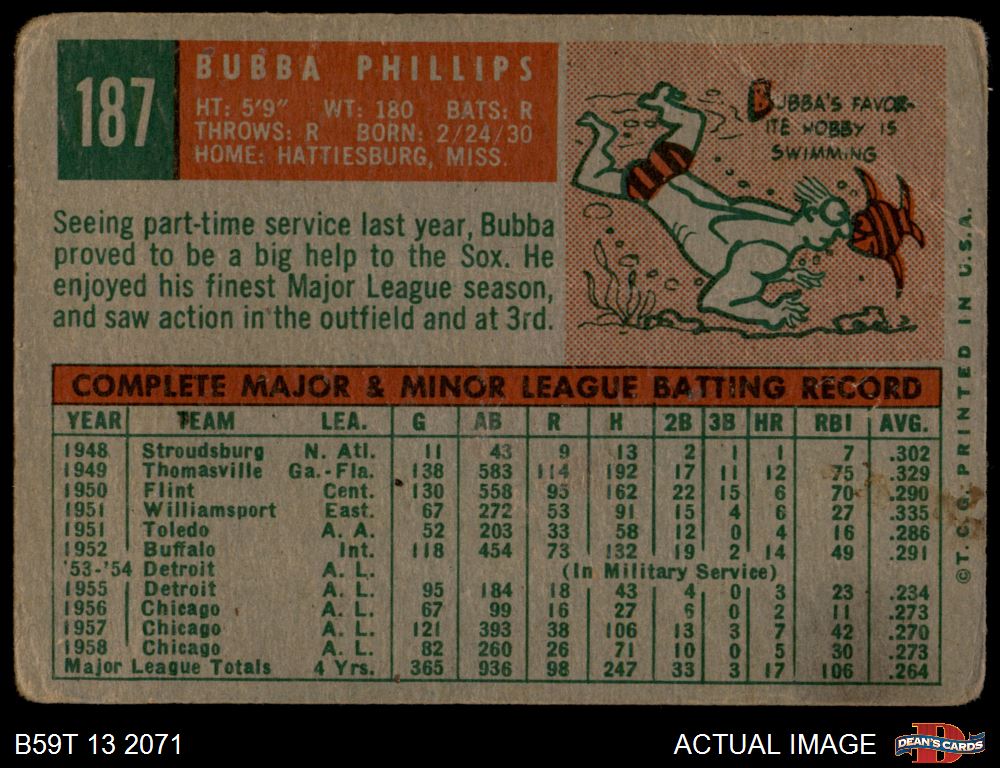 187
BUBBA PHILLIPS
HT: 5'9" WT: 180 BATS: R
THROWS: R BORN: 2/24/30
HOME: HATTIESBURG, MISS.
BUBBA'S FAVOR-
ITE HOBBY IS
SWIMMING
Seeing part-time service last year, Bubba
proved to be a big help to the Sox. He
enjoyed his finest Major League season,
and saw action in the outfield and at 3rd.
COMPLETE MAJOR & MINOR LEAGUE BATTING RECORD
YEAR TEAM LEA. G AB R H 2B 3B HR RBI AVG.
1948 Stroudsburg N. Atl. 11 43 9 13 2 1 1 7 .302
1949 Thomasville Ga.-Fla. 138 583 114 192 17 11 12 75 .329
1950 Flint Cent. 130 558 95 162 22 15 6 70 .290
1951 Williamsport East. 67 272 53 91 15 4 6 27 .335
1951 Toledo A. A. 52 203 33 58 12 0 4 16 .286
1952 Buffalo Int. 118 454 73 132 19 2 14 49 .291
'53-'54 Detroit A. L. (In Military Service)
1955 Detroit A. L. 95 184 18 43 4 0 3 23 .234
1956 Chicago A. L. 67 99 16 27 6 0 2 11 .273
1957 Chicago A. L. 121 393 38 106 13 3 7 42 .270
1958 Chicago A. L. 82 260 26 71 10 0 5 30 .273
Major League Totals 4 Yrs. 365 936 98 247 33 3 17 106 .264
©T. C. G. PRINTED IN U.S.A.
B59T 13 2071
ACTUAL IMAGE
D
DEAN'S CARDS